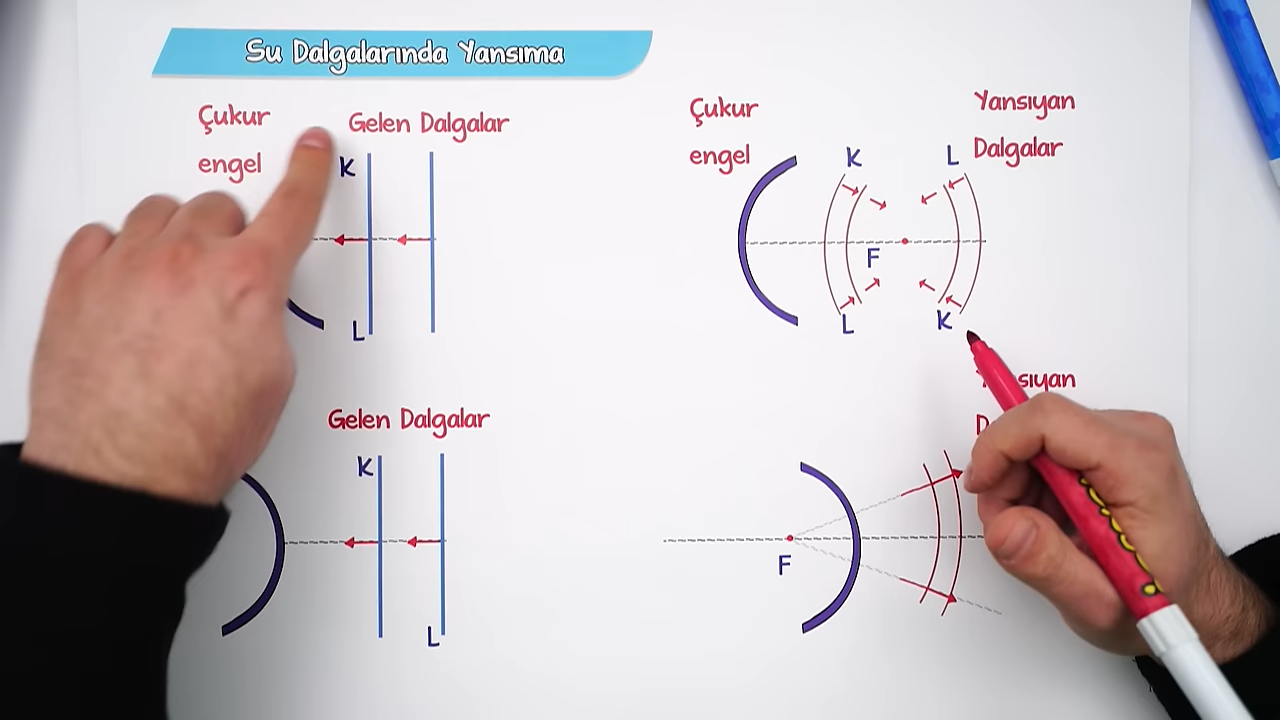 Su Dalgalarında Yansıma
Çukur
engel
Gelen Dalgalar
K
L
Çukur
engel
Yansıyan
Dalgalar
K
L
F
L
K
Gelen Dalgalar
K
L
F